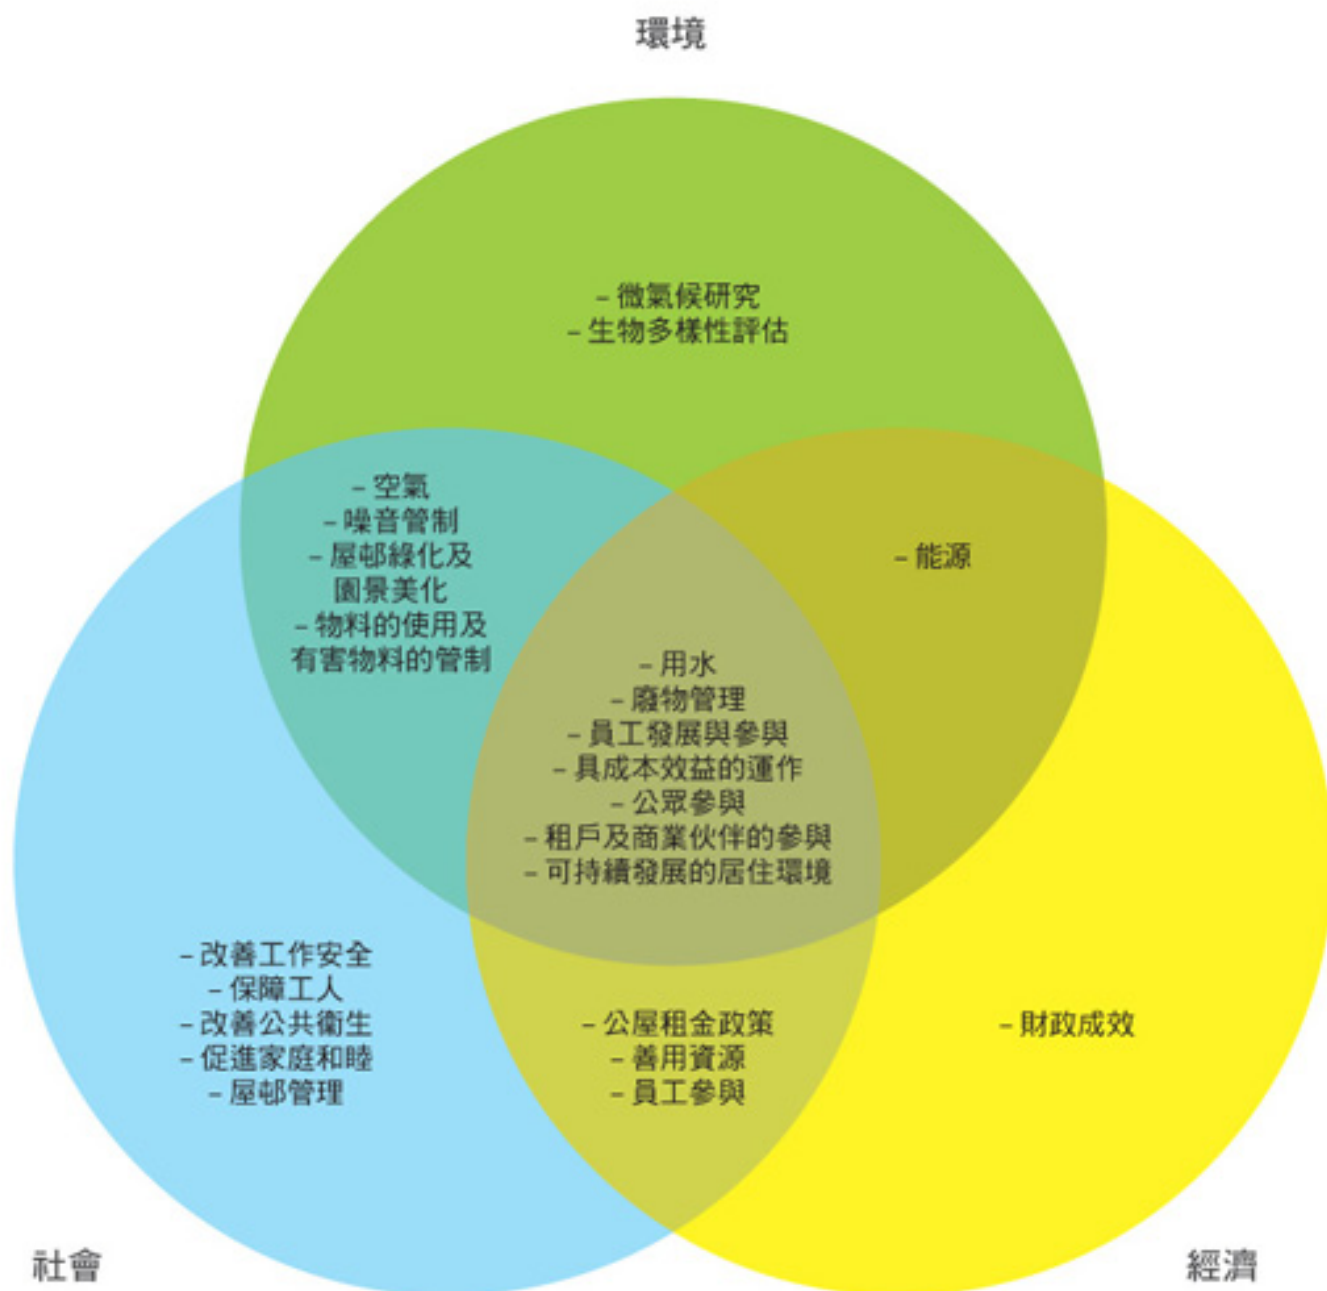 環境
– 微氣候研究
– 生物多樣性評估
– 空氣
– 噪音管制
– 屋邨綠化及
園景美化
– 物料的使用及
有害物料的管制
– 能源
– 用水
– 廢物管理
– 員工發展與參與
– 具成本效益的運作
– 公眾參與
– 租戶及商業伙伴的參與
– 可持續發展的居住環境
– 改善工作安全
– 保障工人
– 改善公共衞生
– 促進家庭和睦
– 屋邨管理
– 公屋租金政策
– 善用資源
– 員工參與
– 財政成效
社會
經濟